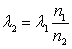 λ₂ = λ₁ n₁/n₂